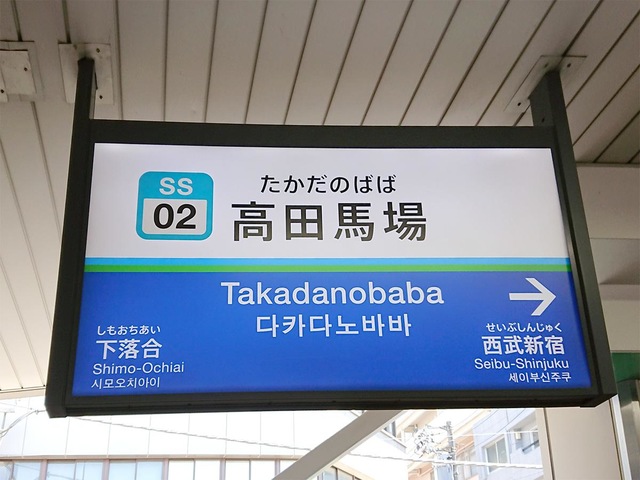 SS
02
たかだのばば
高田馬場
Takadanobaba
다카다노바바
しもおちあい
下落合
Shimo-Ochiai
시모오치아이
せいぶしんじゅく
西武新宿
Seibu-Shinjuku
세이부신주쿠